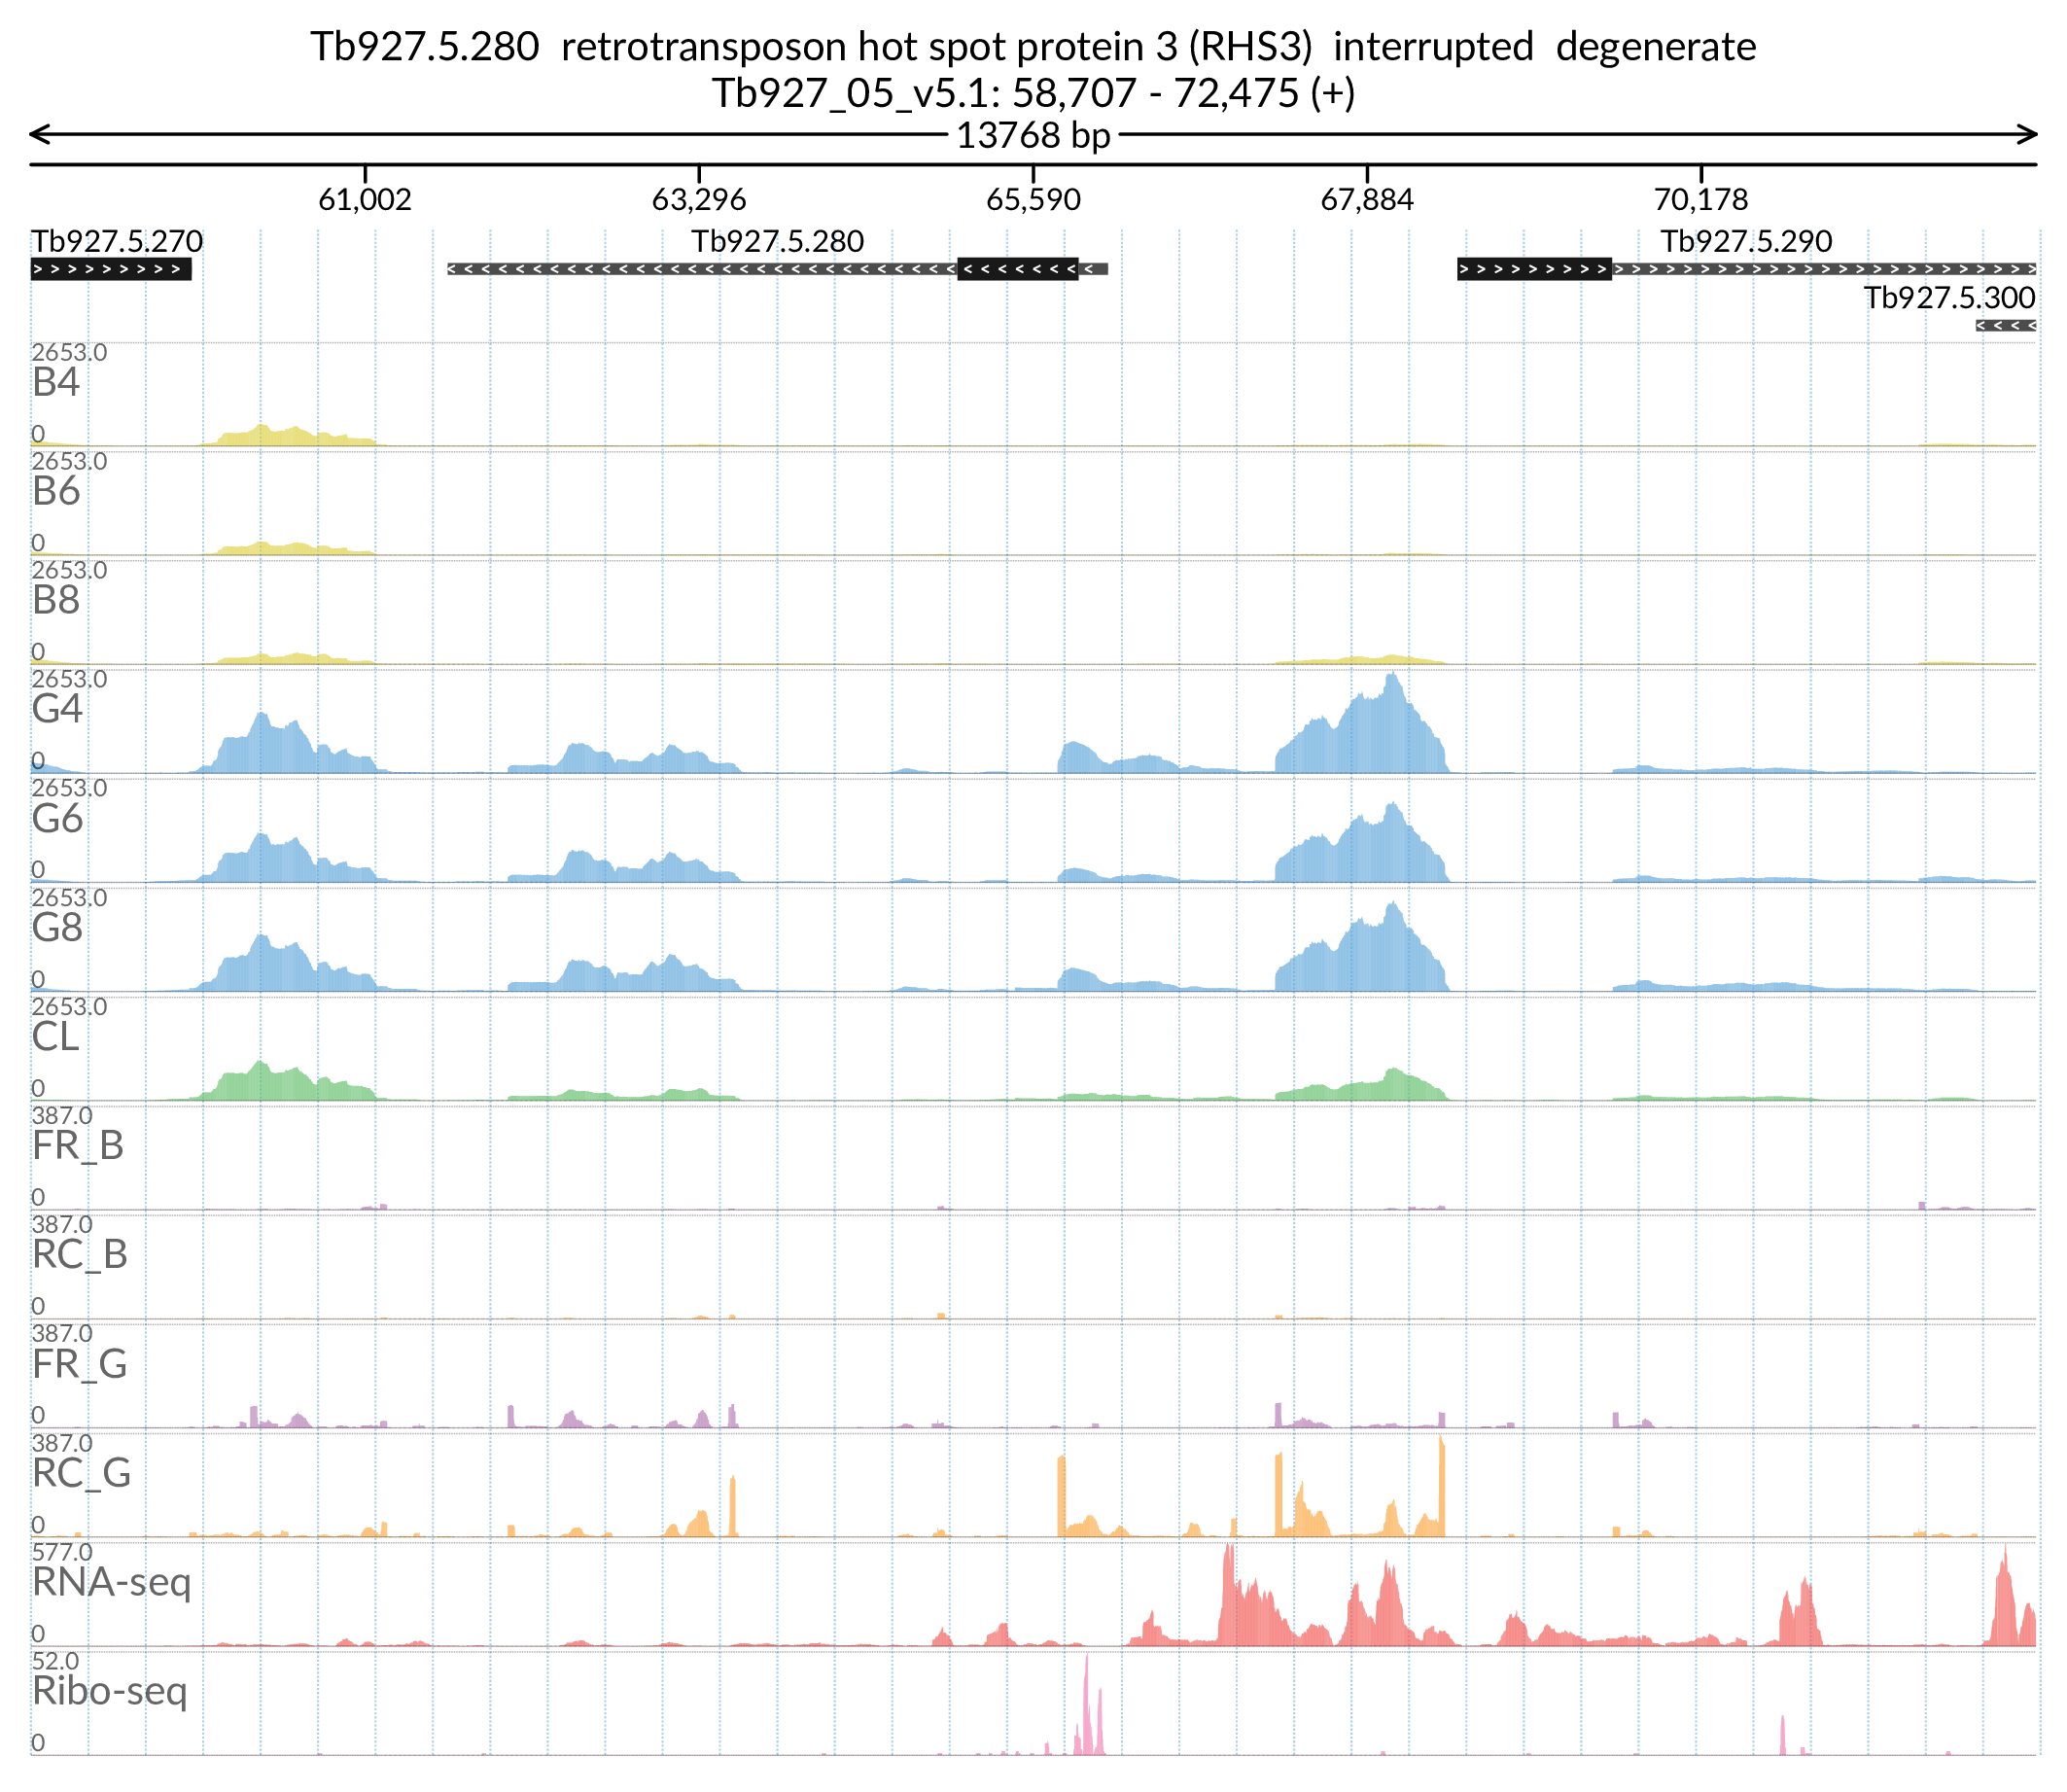 Tb927.5.280  retrotransposon hot spot protein 3 (RHS3)  interrupted  degenerate
Tb927_05_v5.1: 58,707 - 72,475 (+)
13768 bp
61,002 63,296 65,590 67,884 70,178
Tb927.5.270 Tb927.5.280 Tb927.5.290
Tb927.5.300
2653.0
B4
0
2653.0
B6
0
2653.0
B8
0
2653.0
G4
0
2653.0
G6
0
2653.0
G8
0
2653.0
CL
0
387.0
FR_B
0
387.0
RC_B
0
387.0
FR_G
0
387.0
RC_G
0
577.0
RNA-seq
0
52.0
Ribo-seq
0